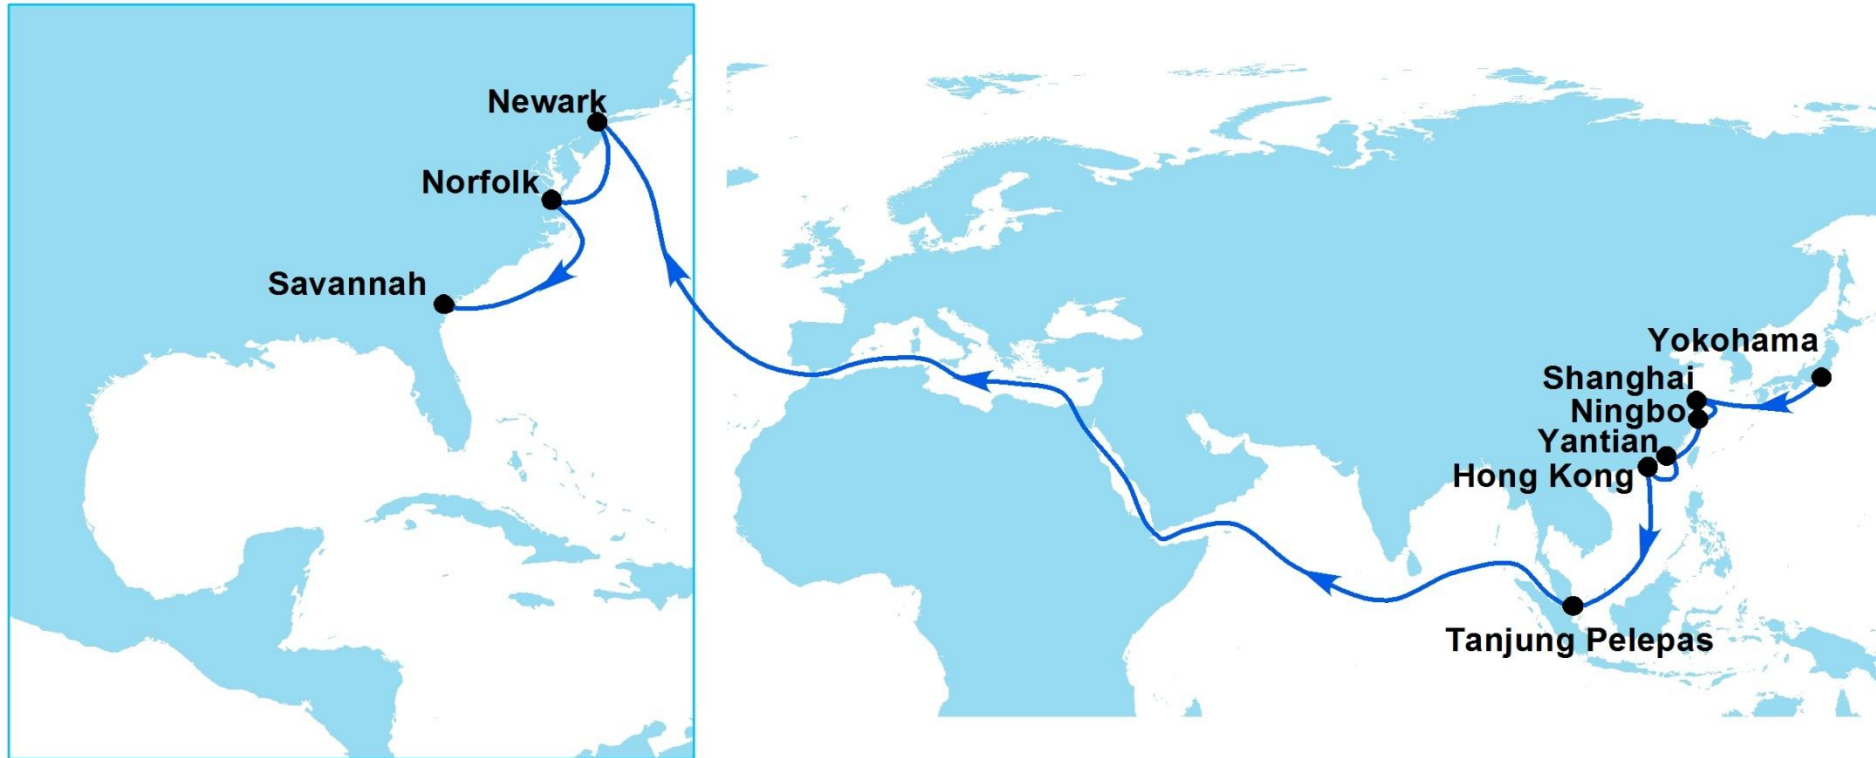 Newark
Norfolk
Savannah
Yokohama
Shanghai
Ningbo
Yantian
Hong Kong
Tanjung Pelepas